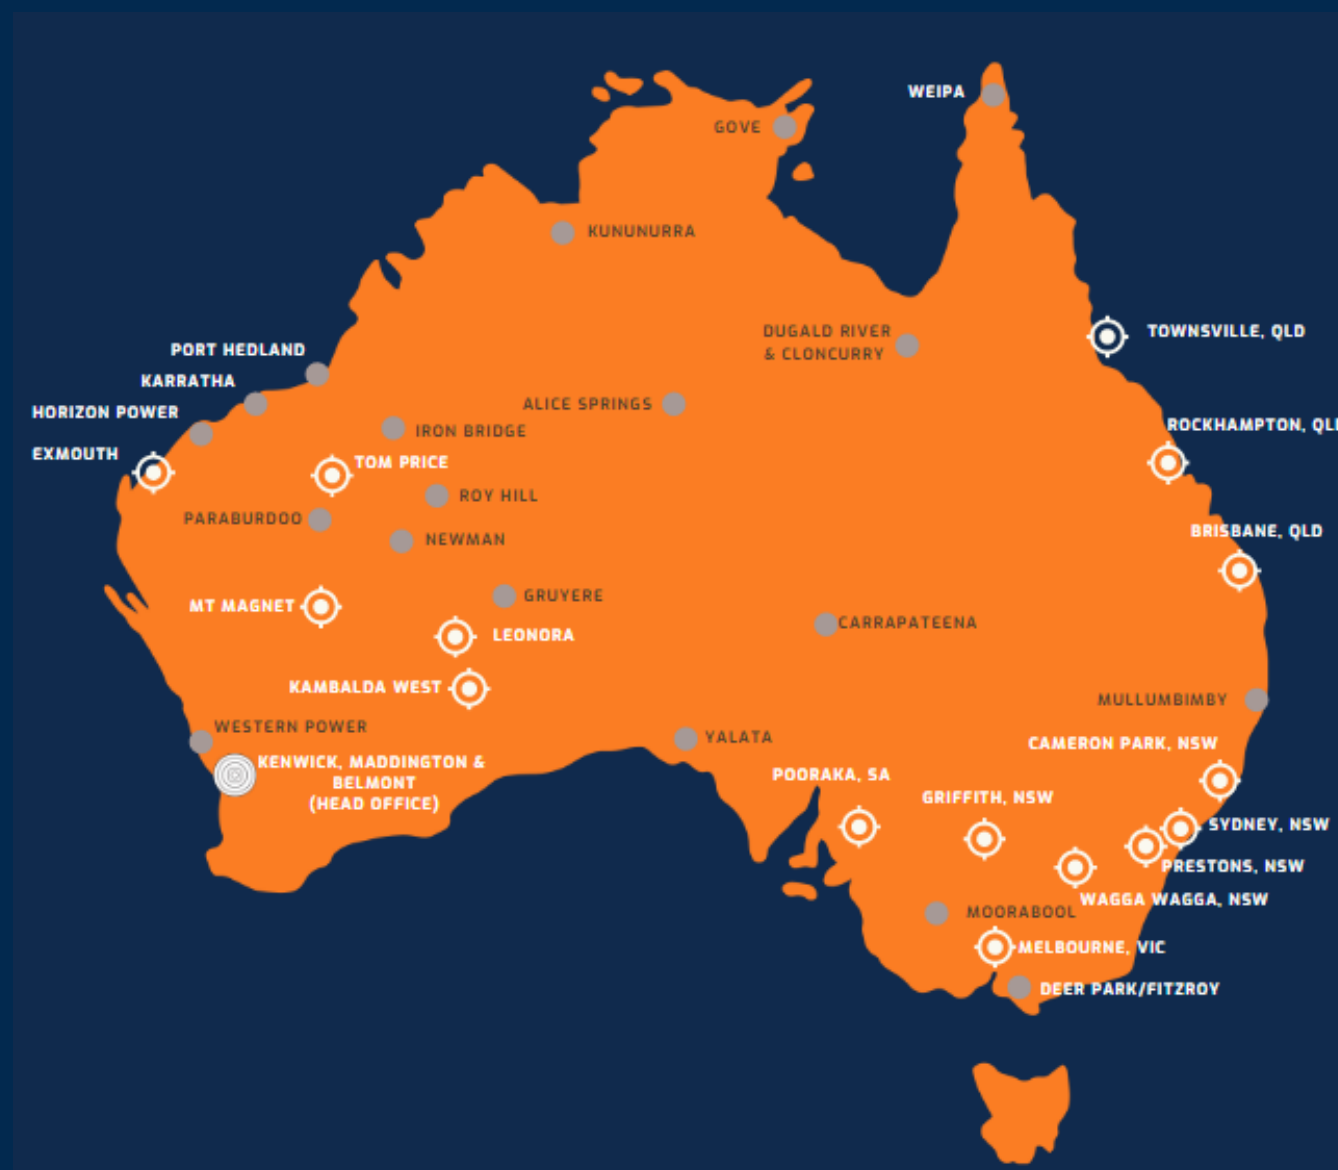 WEIPA
GOVE
KUNUNURRA
DUGALD RIVER
& CLONCURRY
TOWNSVILLE, QLD
PORT HEDLAND
KARRATHA
HORIZON POWER
EXMOUTH
ALICE SPRINGS
IRON BRIDGE
ROCKHAMPTON, QL
TOM PRICE
ROY HILL
PARABURDOO
NEWMAN
BRISBANE, QLD
MT MAGNET
GRUYERE
LEONORA
CARRAPATEENA
KAMBALDA WEST
MULLUMBIMBY
WESTERN POWER
YALATA
CAMERON PARK, NSW
KENWICK, MADDINGTON &
BELMONT
(HEAD OFFICE)
POORAKA, SA
GRIFFITH, NSW
SYDNEY, NSW
PRESTONS, NSW
WAGGA WAGGA, NSW
MOORABOOL
MELBOURNE, VIC
DEER PARK/FITZROY